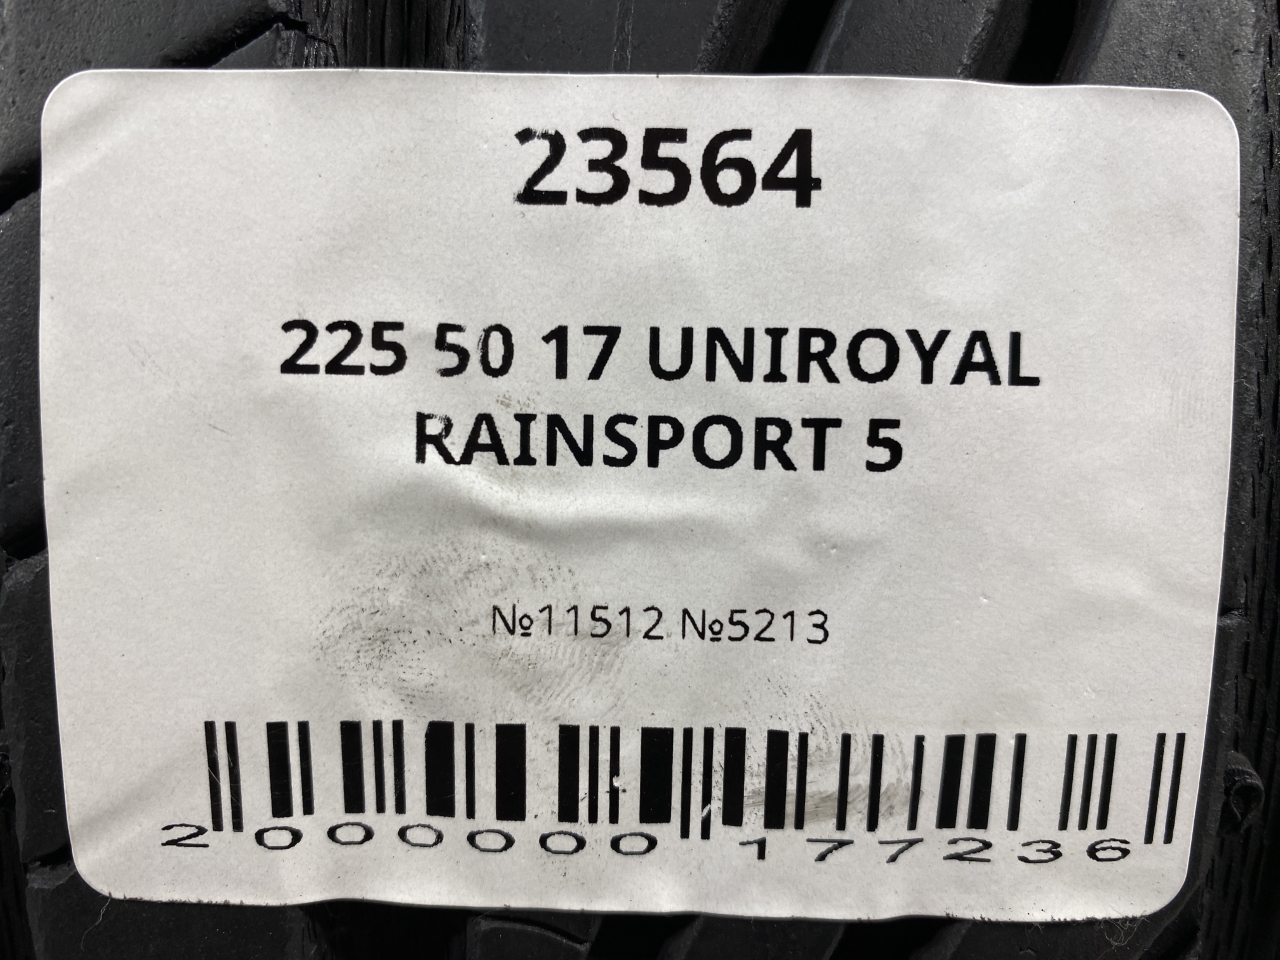 23564
225 50 17 UNIROYAL
RAINSPORT 5
№11512 №5213
2 000000 177236